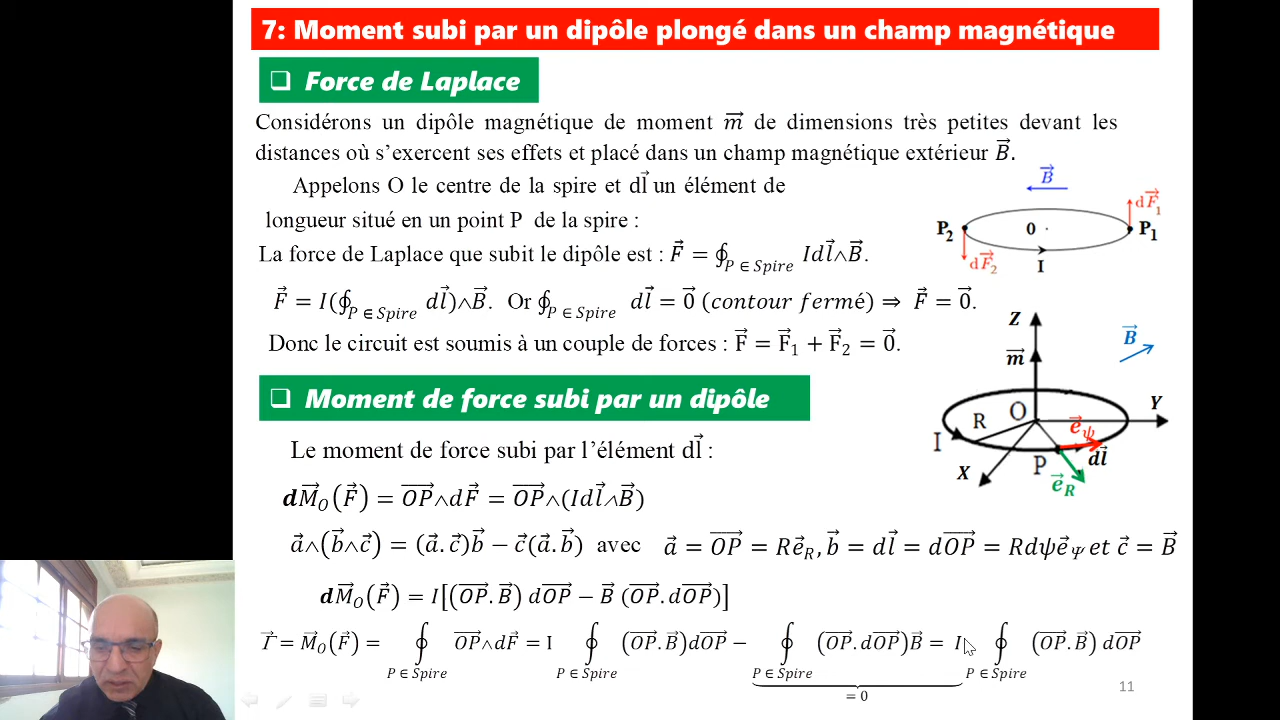 7: Moment subi par un dipôle plongé dans un champ magnétique
❑ Force de Laplace
Considérons un dipôle magnétique de moment m⃗ de dimensions très petites devant les
distances où s'exercent ses effets et placé dans un champ magnétique extérieur B⃗.
Appelons O le centre de la spire et dl⃗ un élément de
longueur situé en un point P de la spire :
La force de Laplace que subit le dipôle est : F⃗ = ∮_{P ∈ Spire} Idl⃗∧B⃗.
F⃗ = I(∮_{P ∈ Spire} dl⃗)∧B⃗. Or ∮_{P ∈ Spire} dl⃗ = 0⃗ (contour fermé) ⇒ F⃗ = 0⃗.
Donc le circuit est soumis à un couple de forces : F⃗ = F⃗₁ + F⃗₂ = 0⃗.
B⃗
dF⃗₁
P₂ 0 P₁
dF⃗₂
I
❑ Moment de force subi par un dipôle
Z
B⃗
m⃗
O Y
R e⃗_ψ
I
P dl⃗
X
e⃗_R
Le moment de force subi par l'élément dl⃗ :
dM⃗_O(F⃗) = OP⃗∧dF⃗ = OP⃗∧(Idl⃗∧B⃗)
a⃗∧(b⃗∧c⃗) = (a⃗.c⃗)b⃗ − c⃗(a⃗.b⃗) avec a⃗ = OP⃗ = Re⃗_R, b⃗ = dl⃗ = dOP⃗ = Rdψe⃗_Ψ et c⃗ = B⃗
dM⃗_O(F⃗) = I[(OP⃗.B⃗) dOP⃗ − B⃗ (OP⃗.dOP⃗)]
Γ⃗ = M⃗_O(F⃗) = ∮_{P ∈ Spire} OP⃗∧dF⃗ = I ∮_{P ∈ Spire} (OP⃗.B⃗)dOP⃗ − ∮_{P ∈ Spire} (OP⃗.dOP⃗)B⃗ = I ∮_{P ∈ Spire} (OP⃗.B⃗) dOP⃗
=0
11